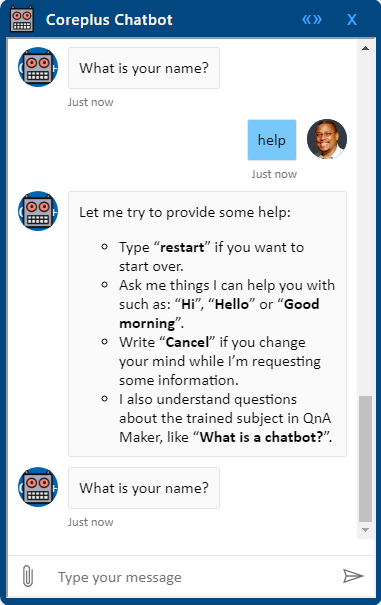 Coreplus Chatbot «» X
What is your name?
Just now
help
Just now
Let me try to provide some help:
Type “restart” if you want to
start over.
Ask me things I can help you with
such as: “Hi”, “Hello” or “Good
morning”.
Write “Cancel” if you change
your mind while I’m requesting
some information.
I also understand questions
about the trained subject in QnA
Maker, like “What is a chatbot?”.
What is your name?
Just now
Type your message